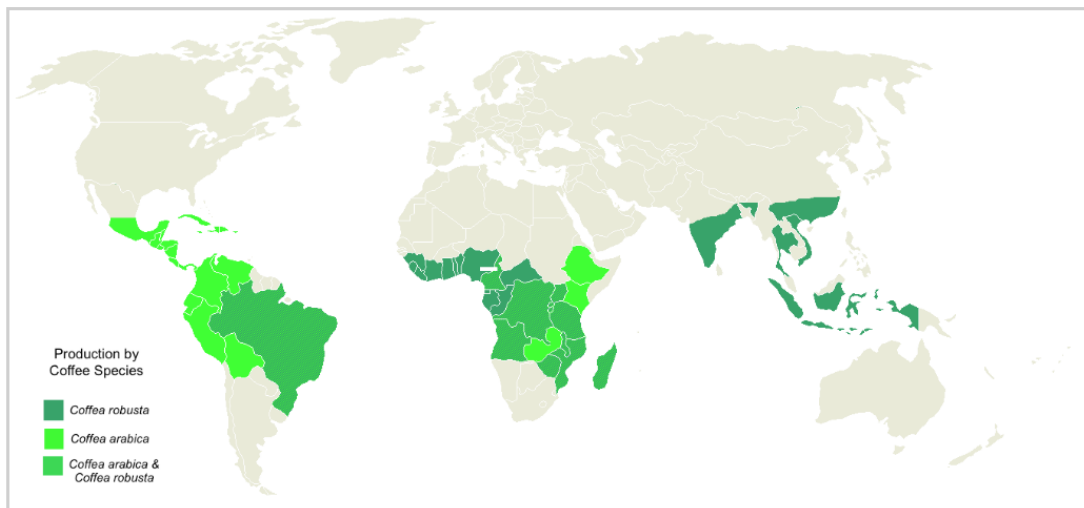 Production by
Coffee Species
Coffea robusta
Coffea arabica
Coffea arabica &
Coffea robusta